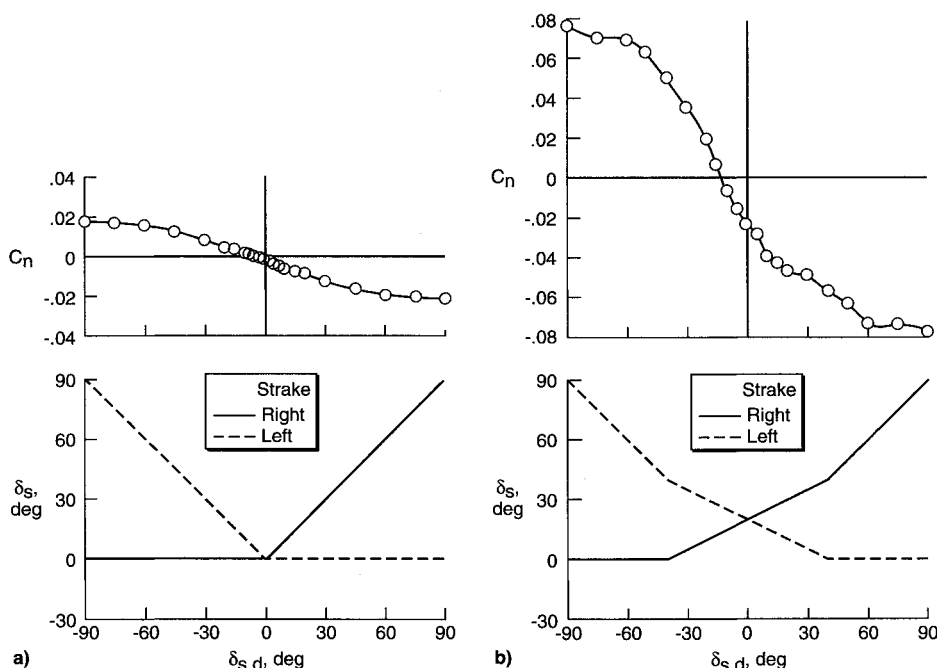 .04
.02
0
-.02
-.04
Cn
90
60
30
0
-30
δs,
deg
Strake
Right
Left
-90
-60
-30
0
30
60
90
δs,d, deg
a)
.08
.06
.04
.02
0
-.02
-.04
-.06
-.08
Cn
90
60
30
0
-30
δs,
deg
Strake
Right
Left
-90
-60
-30
0
30
60
90
δs,d, deg
b)